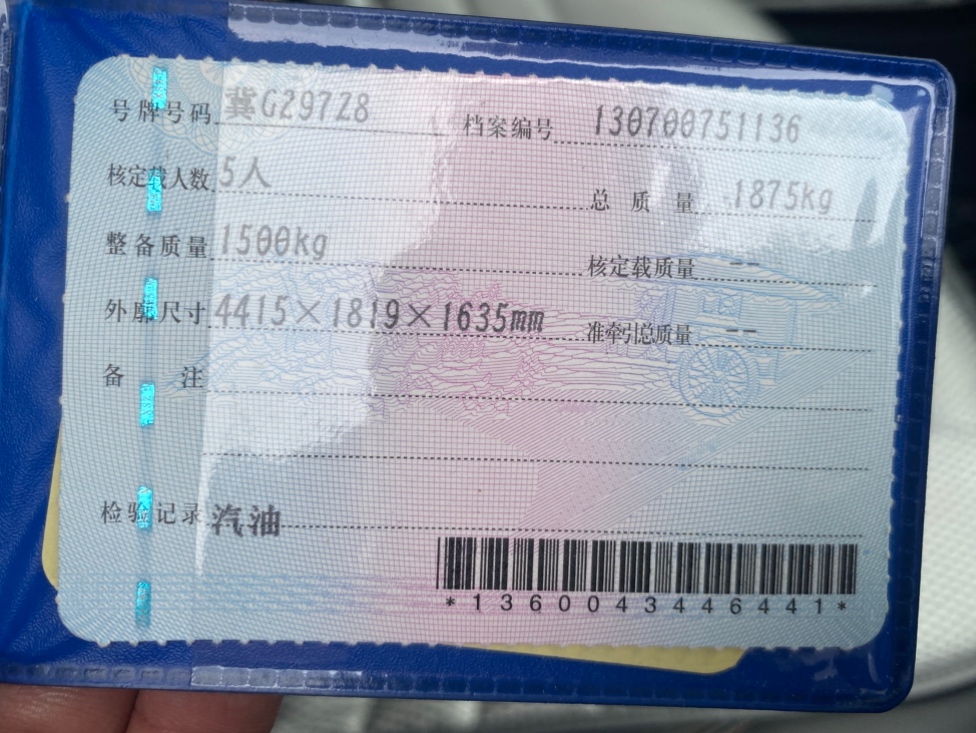 号牌号码 冀GZ97Z8 档案编号 130700751136
核定载人数 5人 总质量 1875kg
整备质量 1500kg 核定载质量 --
外廓尺寸 4415×1819×1635mm 准牵引总质量 --
备注
检验记录 汽油
*1360043446441*